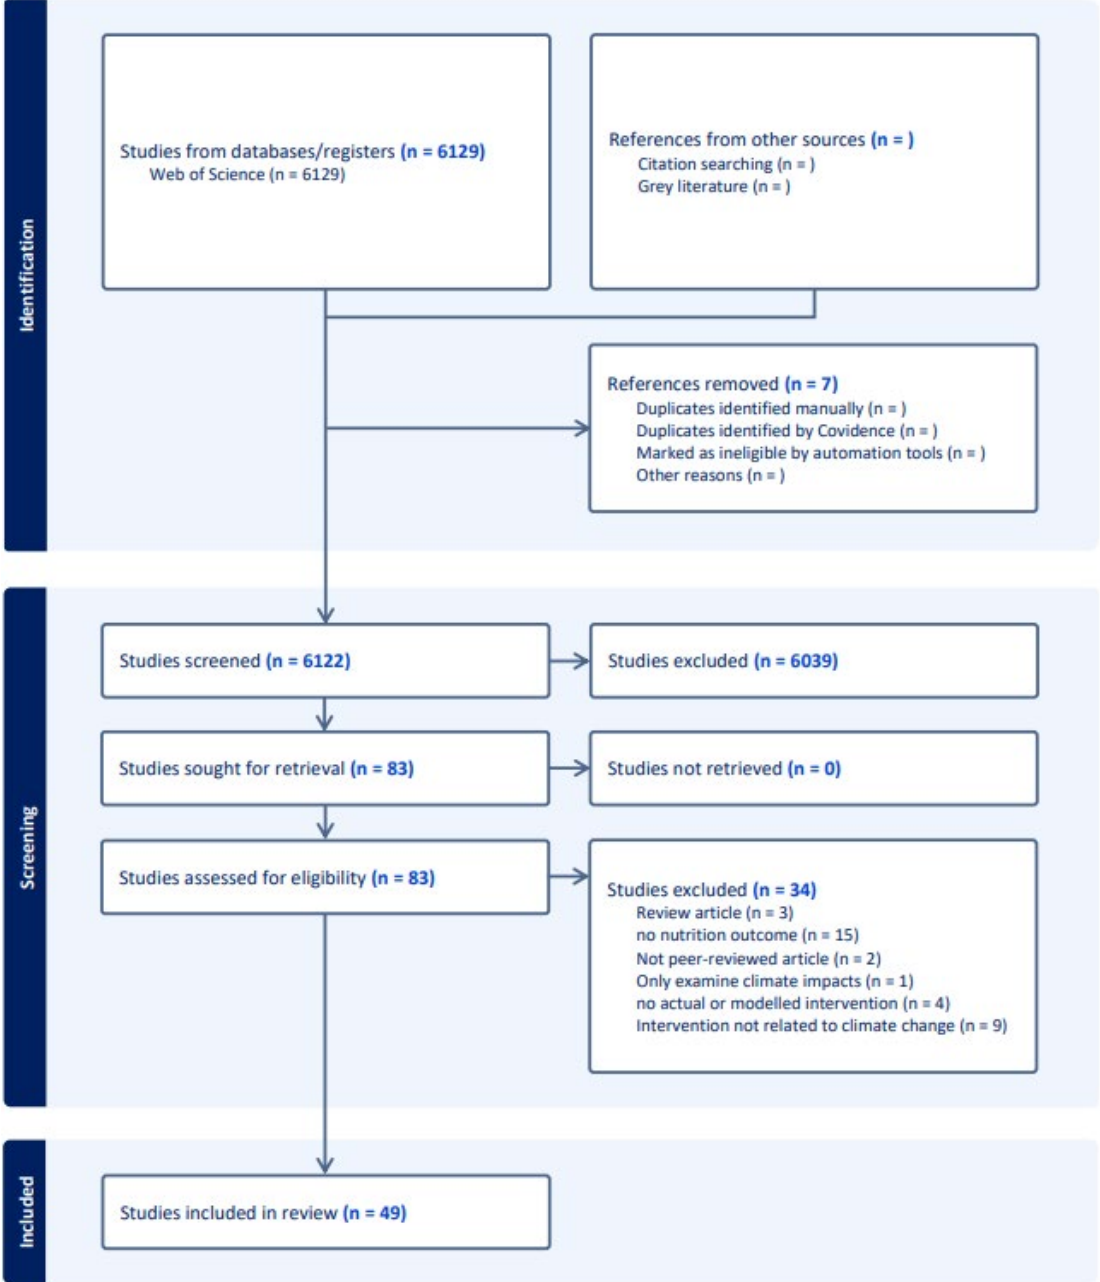 Identification
Studies from databases/registers (n = 6129)
Web of Science (n = 6129)
References from other sources (n = )
Citation searching (n = )
Grey literature (n = )
References removed (n = 7)
Duplicates identified manually (n = )
Duplicates identified by Covidence (n = )
Marked as ineligible by automation tools (n = )
Other reasons (n = )
Screening
Studies screened (n = 6122)
Studies excluded (n = 6039)
Studies sought for retrieval (n = 83)
Studies not retrieved (n = 0)
Studies assessed for eligibility (n = 83)
Studies excluded (n = 34)
Review article (n = 3)
no nutrition outcome (n = 15)
Not peer-reviewed article (n = 2)
Only examine climate impacts (n = 1)
no actual or modelled intervention (n = 4)
Intervention not related to climate change (n = 9)
Included
Studies included in review (n = 49)